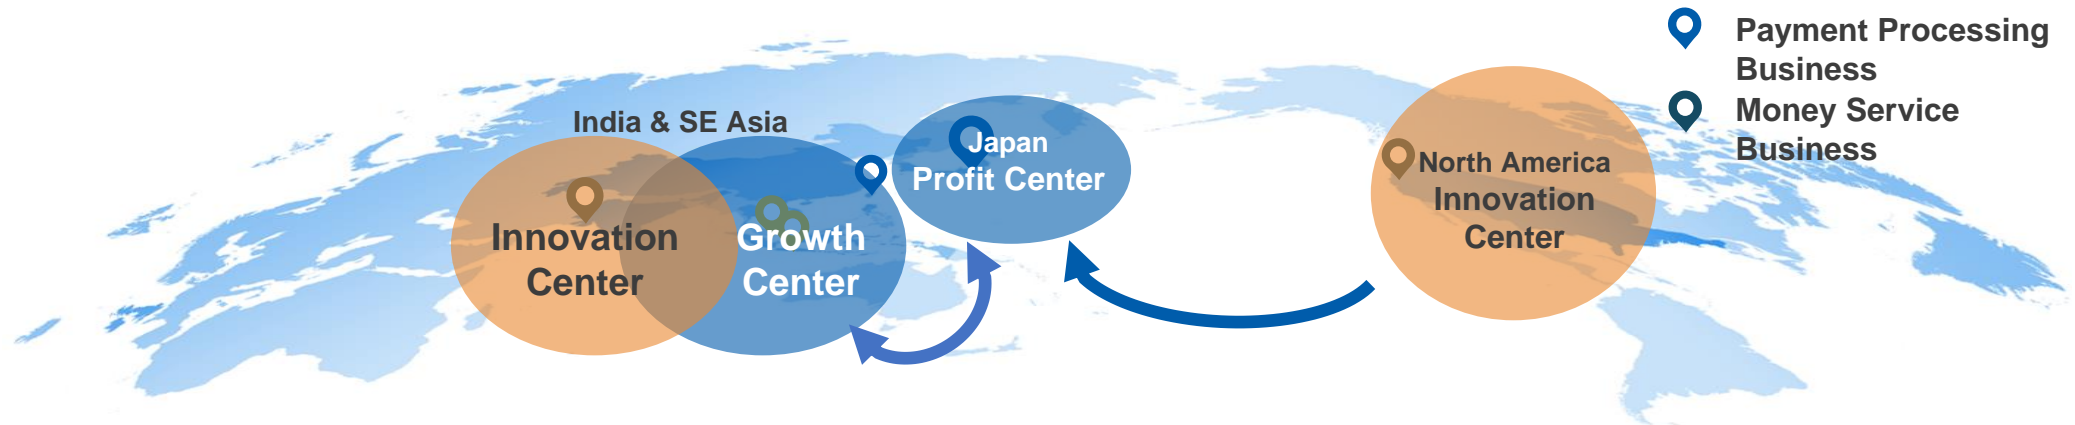 Payment Processing
Business
Money Service
Business
India & SE Asia
Innovation
Center
Growth
Center
Japan
Profit Center
North America
Innovation
Center